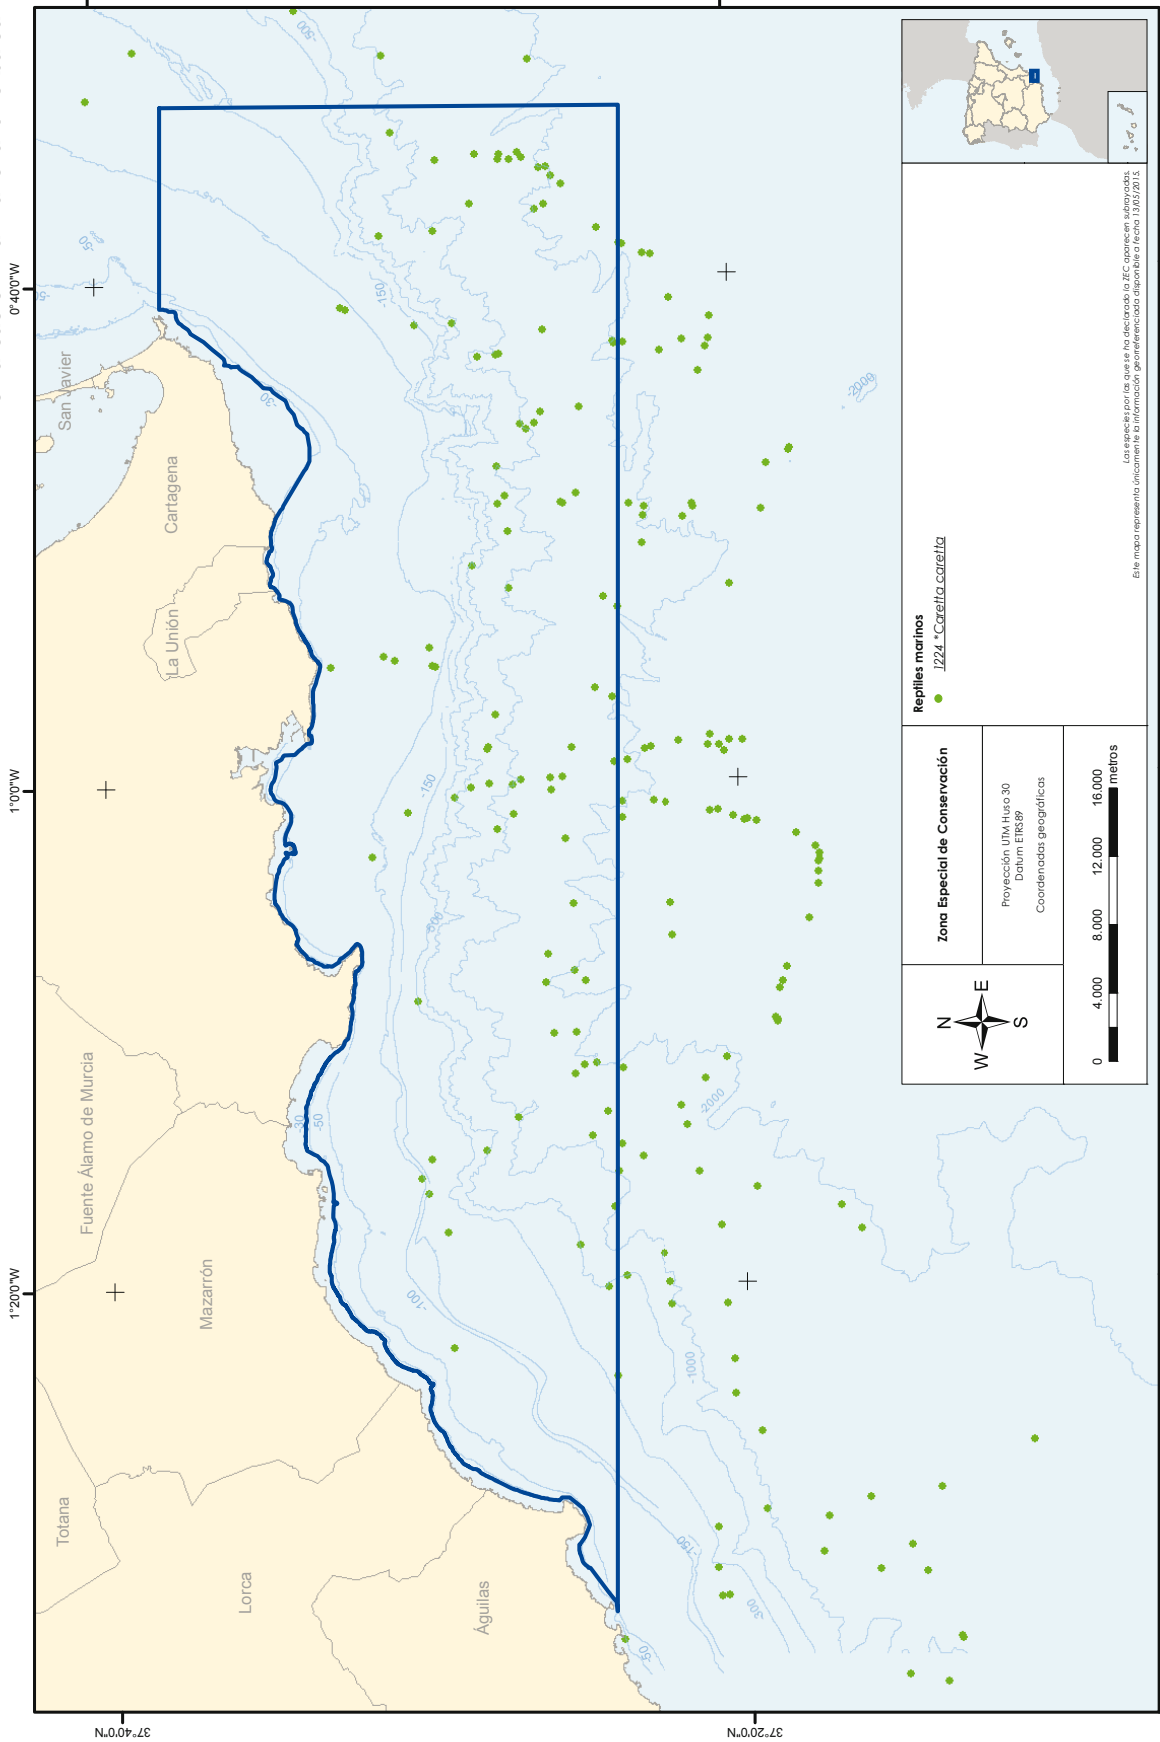 0°40'0"W
1°0'0"W
1°20'0"W
37°40'0"N
37°20'0"N
San Javier
Cartagena
La Unión
Fuente Álamo de Murcia
Mazarrón
Totana
Lorca
Águilas
-500
-50
-150
-30
-2000
-150
-30
-50
-100
-2000
-1000
-150
-50
Reptiles marinos
1224 *Caretta caretta
Las especies por las que se ha declarado la ZEC aparecen subrayadas.
Este mapa representa únicamente la información georreferenciada disponible a fecha 13/05/2015.
Zona Especial de Conservación
Proyección UTM Huso 30
Datum ETRS89
Coordenadas geográficas
N
W
E
S
0
4.000
8.000
12.000
16.000
metros